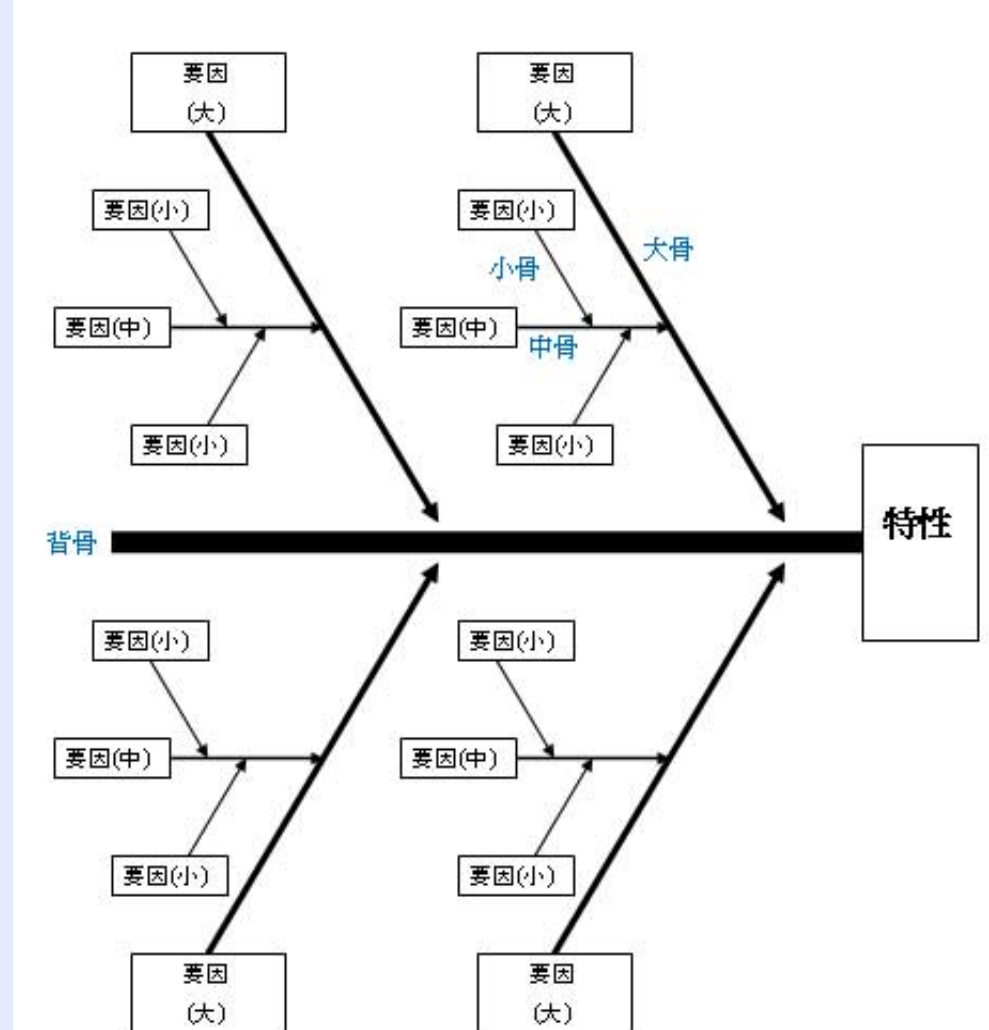 要因
(大)
要因
(大)
要因(小)
要因(小)
大骨
小骨
要因(中)
要因(中)
中骨
要因(小)
要因(小)
特性
背骨
要因(小)
要因(小)
要因(中)
要因(中)
要因(小)
要因(小)
要因
(大)
要因
(大)